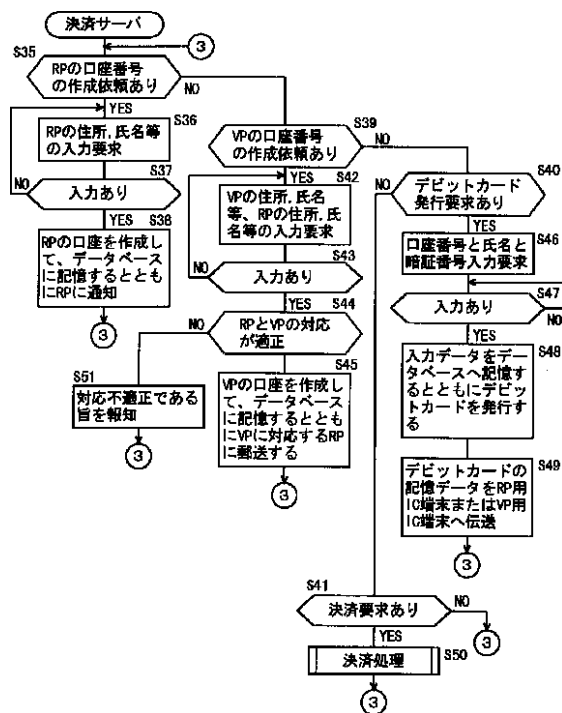 決済サーバ
3
S35
RPの口座番号
の作成依頼あり
NO
YES
S36
RPの住所,氏名等
の入力要求
S37
入力あり
YES
S38
RPの口座を作成し
て、データベース
に記憶するととも
にRPに通知
3
S39
VPの口座番号
の作成依頼あり
NO
YES
S42
VPの住所,氏名
等、RPの住所,氏
名等の入力要求
S43
NO
入力あり
YES
S44
NO
RPとVPの対応
が適正
YES
S51
対応不適正である
旨を報知
3
S45
VPの口座を作成し
て、データベース
に記憶するととも
にVPに対応するRP
に郵送する
3
S40
NO
デビットカード
発行要求あり
YES
S46
口座番号と氏名と
暗証番号入力要求
S47
入力あり
NO
YES
S48
入力データをデー
タベースへ記憶す
るとともにデビッ
トカードを発行す
る
S49
デビットカードの
記憶データをRP用
IC端末またはVP用
IC端末へ伝送
3
S41
決済要求あり
NO
3
YES
S50
決済処理
3